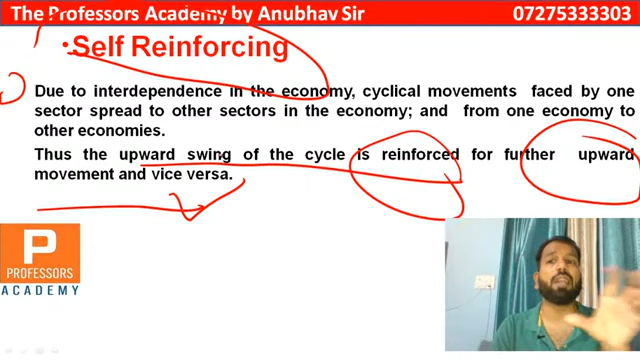 The Professors Academy by Anubhav Sir 07275333303
•Self Reinforcing
Due to interdependence in the economy, cyclical movements faced by one
sector spread to other sectors in the economy; and from one economy to
other economies.
Thus the upward swing of the cycle is reinforced for further upward
movement and vice versa.
P
PROFESSORS
ACADEMY